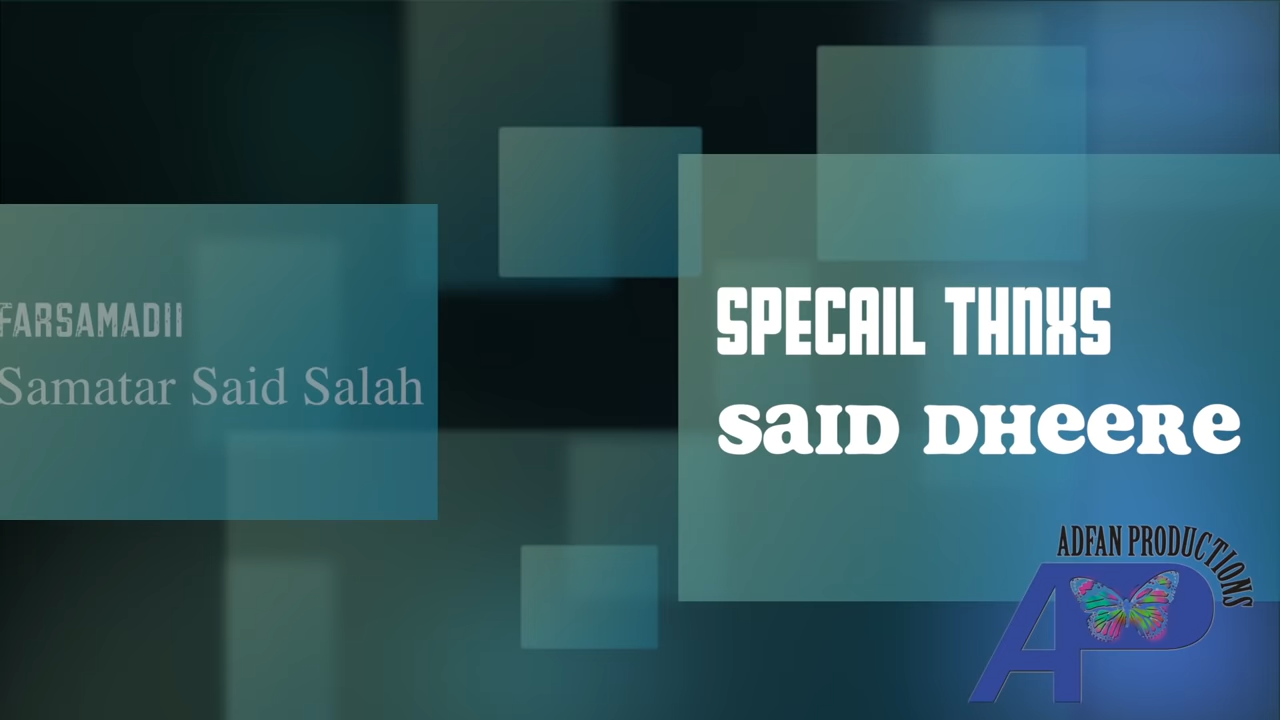 FARSAMADII
Samatar Said Salah
SPECAIL THNXS
SaID DHeeRe
ADFAN PRODUCTIONS
AP